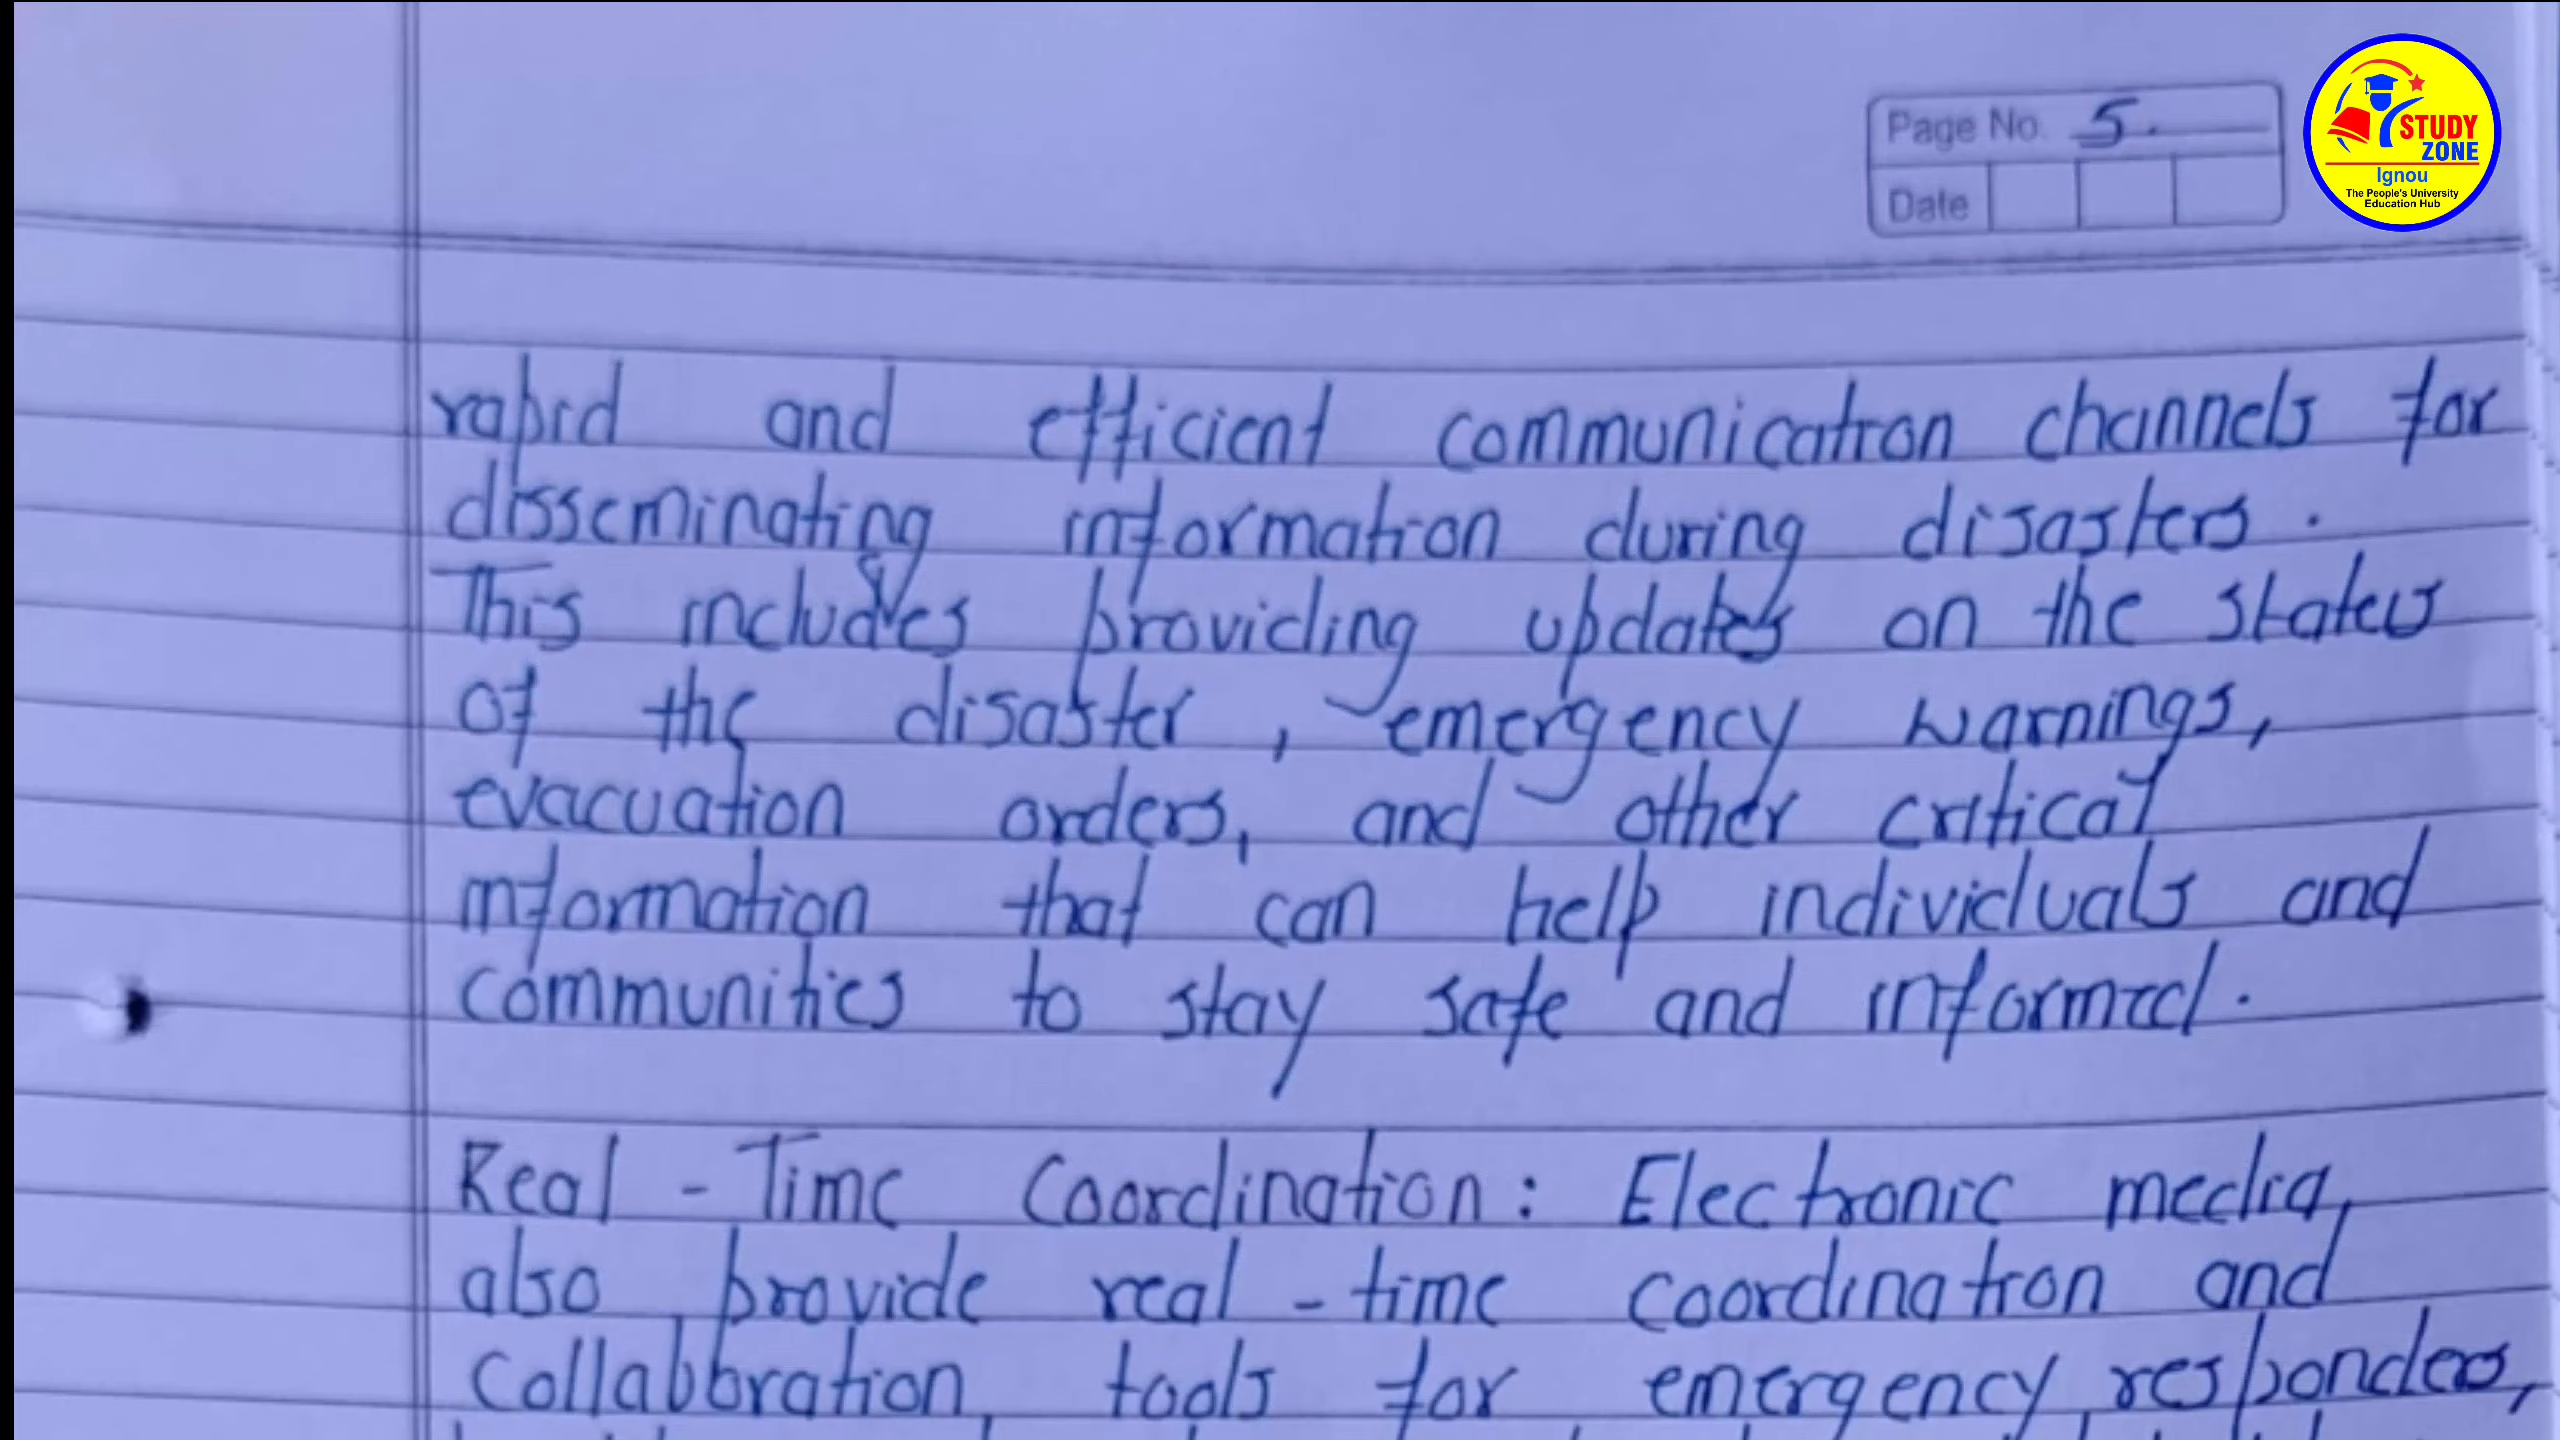 Page No. 5.
Date
STUDY
ZONE
Ignou
The People's University
Education Hub
rapid and efficient communication channels for
disseminating information during disasters.
This includes providing updates on the status
of the disaster, emergency warnings,
evacuation orders, and other critical
information that can help individuals and
communities to stay safe and informed.
Real-Time Coordination: Electronic media
also provide real-time coordination and
collaboration tools for emergency responders,